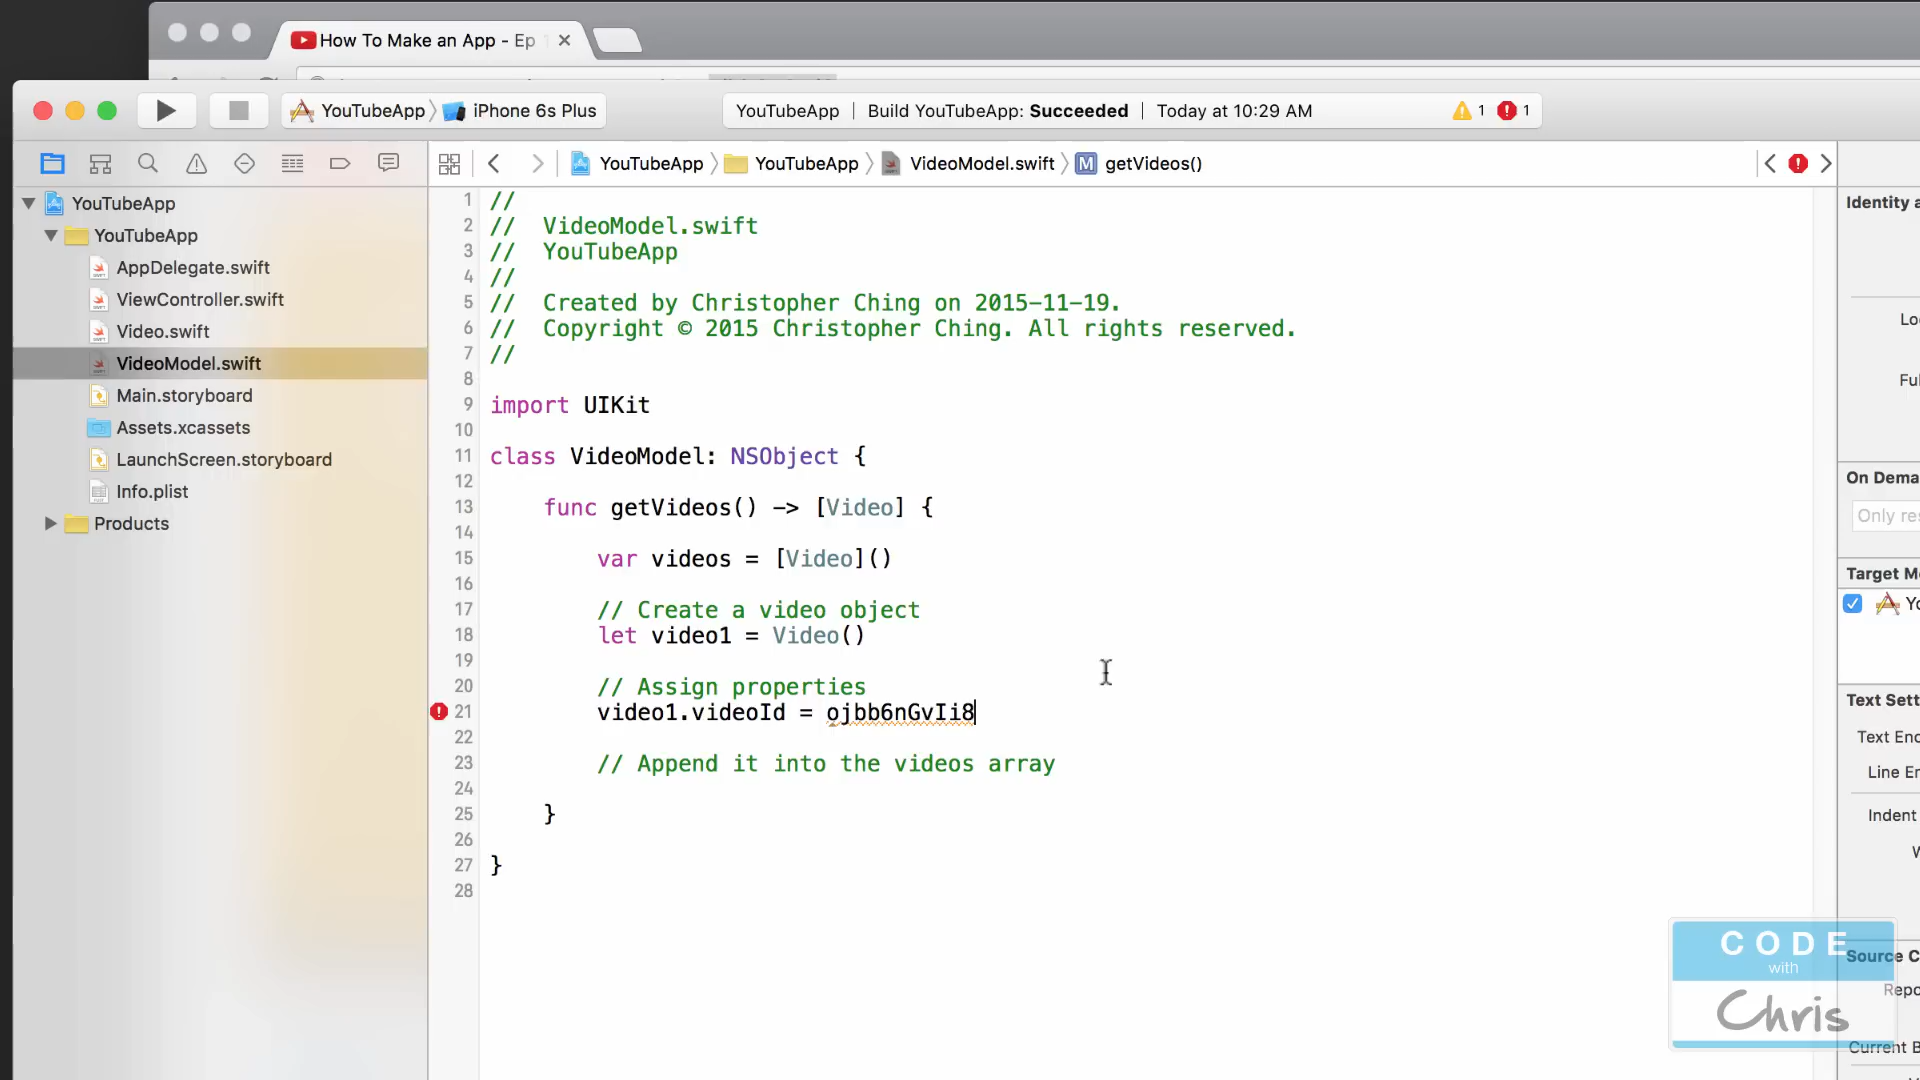 How To Make an App - Ep 1
YouTubeApp
iPhone 6s Plus
YouTubeApp | Build YouTubeApp: Succeeded | Today at 10:29 AM
1
1
YouTubeApp
YouTubeApp
VideoModel.swift
M
getVideos()
YouTubeApp
YouTubeApp
AppDelegate.swift
ViewController.swift
Video.swift
VideoModel.swift
Main.storyboard
Assets.xcassets
LaunchScreen.storyboard
Info.plist
Products
1 //
2 //  VideoModel.swift
3 //  YouTubeApp
4 //
5 //  Created by Christopher Ching on 2015-11-19.
6 //  Copyright © 2015 Christopher Ching. All rights reserved.
7 //
8
9 import UIKit
10
11 class VideoModel: NSObject {
12
13     func getVideos() -> [Video] {
14
15         var videos = [Video]()
16
17         // Create a video object
18         let video1 = Video()
19
20         // Assign properties
21         video1.videoId = ojbb6nGvIi8
22
23         // Append it into the videos array
24
25     }
26
27 }
28
Identity a
Lo
Ful
On Dema
Only res
Target Me
Yo
Text Sett
Text Enc
Line En
Indent
W
Source C
Repo
Current B
CODE
with
Chris